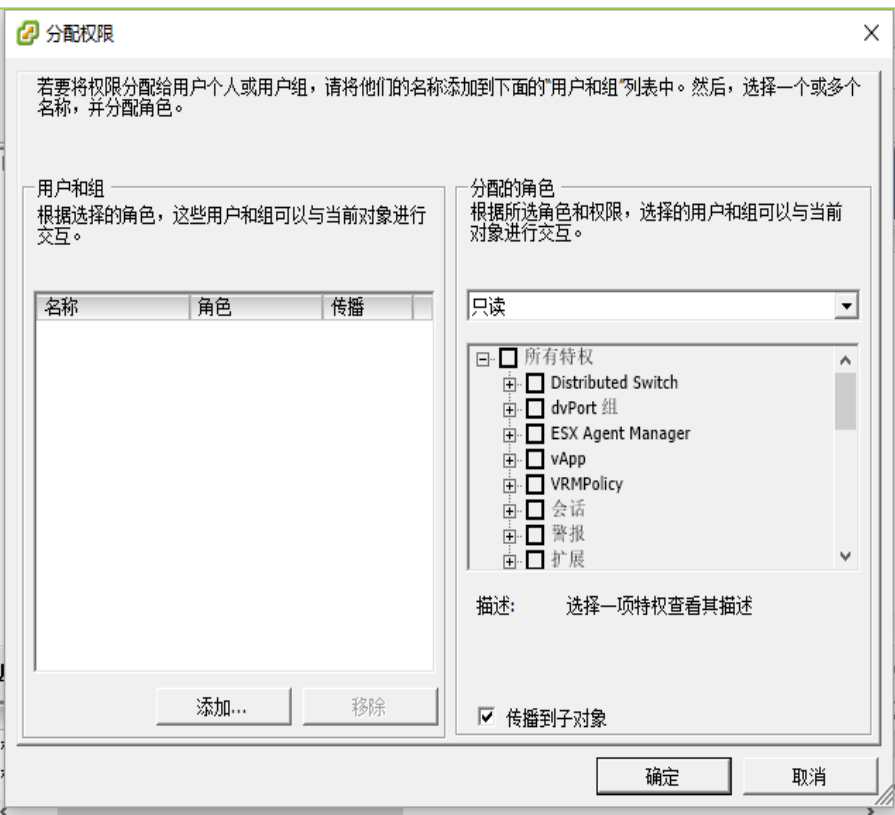 分配权限
若要将权限分配给用户个人或用户组，请将他们的名称添加到下面的"用户和组"列表中。然后，选择一个或多个
名称，并分配角色。
用户和组
根据选择的角色，这些用户和组可以与当前对象进行
交互。
名称 角色 传播
添加... 移除
分配的角色
根据所选角色和权限，选择的用户和组可以与当前
对象进行交互。
只读
所有特权
Distributed Switch
dvPort 组
ESX Agent Manager
vApp
VRMPolicy
会话
警报
扩展
描述: 选择一项特权查看其描述
传播到子对象
确定 取消